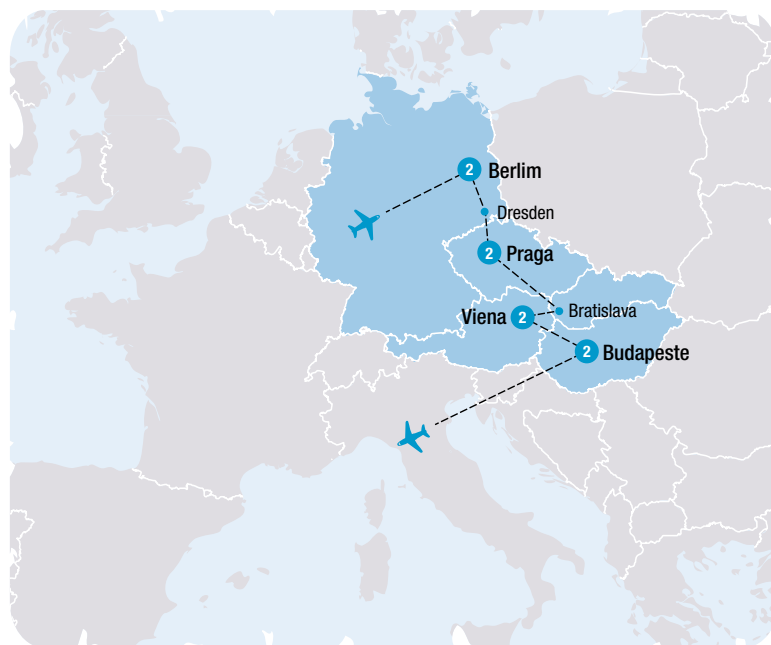 2 Berlim
Dresden
2 Praga
Bratislava
Viena 2
2 Budapeste